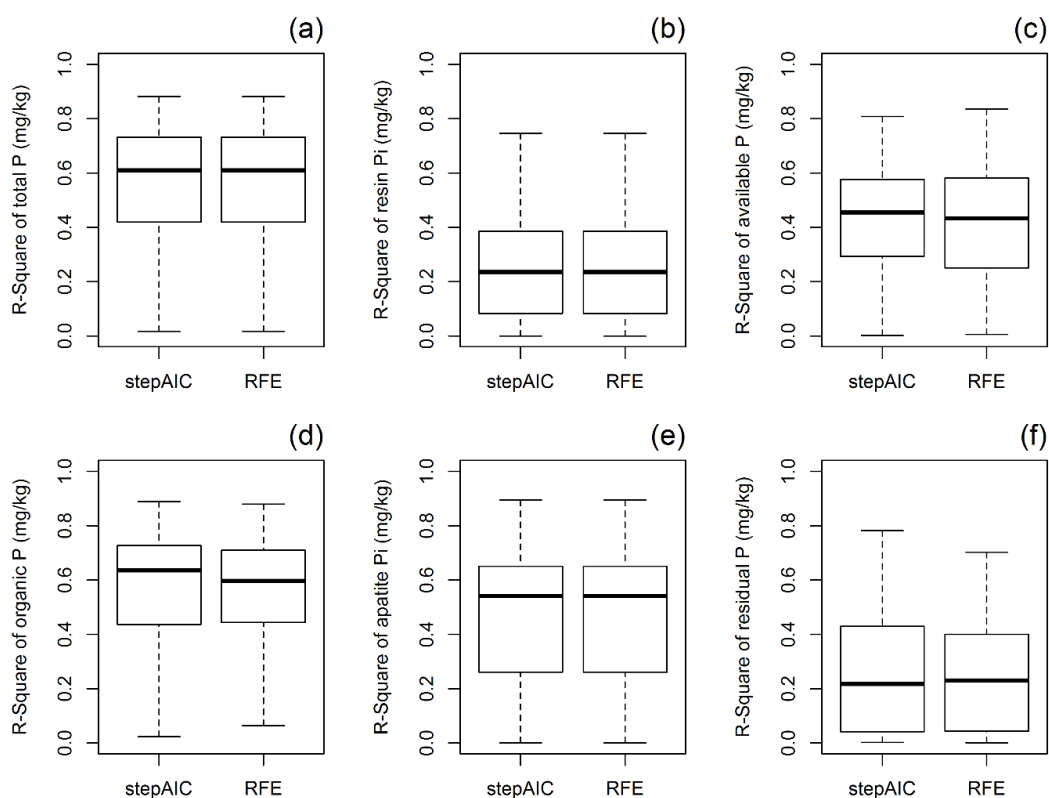 (a)
R-Square of total P (mg/kg)
1.0
0.8
0.6
0.4
0.2
0.0
stepAIC RFE
(b)
R-Square of resin Pi (mg/kg)
1.0
0.8
0.6
0.4
0.2
0.0
stepAIC RFE
(c)
R-Square of available P (mg/kg)
1.0
0.8
0.6
0.4
0.2
0.0
stepAIC RFE
(d)
R-Square of organic P (mg/kg)
1.0
0.8
0.6
0.4
0.2
0.0
stepAIC RFE
(e)
R-Square of apatite Pi (mg/kg)
1.0
0.8
0.6
0.4
0.2
0.0
stepAIC RFE
(f)
R-Square of residual P (mg/kg)
1.0
0.8
0.6
0.4
0.2
0.0
stepAIC RFE